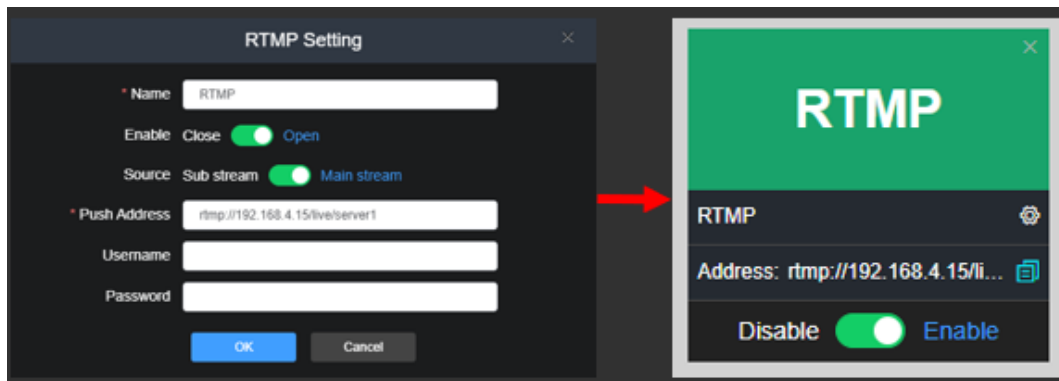 RTMP Setting
* Name RTMP
Enable Close Open
Source Sub stream Main stream
* Push Address rtmp://192.168.4.15/live/server1
Username
Password
OK Cancel
RTMP
RTMP
Address: rtmp://192.168.4.15/li...
Disable Enable